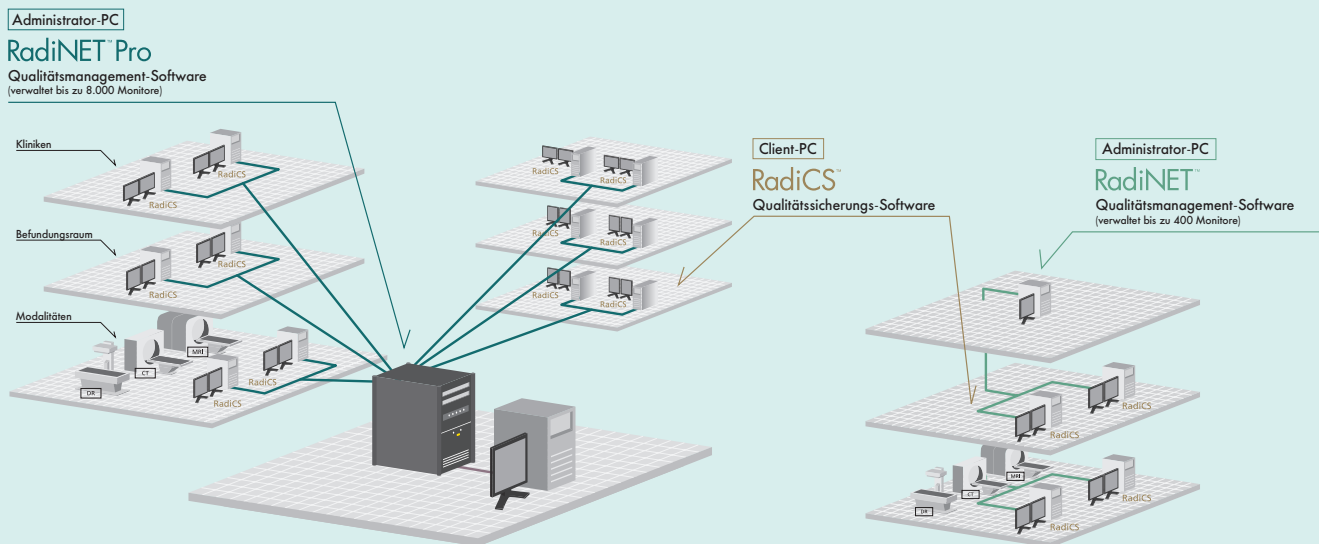 Administrator-PC
RadiNET™ Pro
Qualitätsmanagement-Software
(verwaltet bis zu 8.000 Monitore)
Kliniken
RadiCS
RadiCS
Befundungsraum
RadiCS
RadiCS
Modalitäten
MRI
CT
DR
RadiCS
RadiCS
RadiCS
RadiCS
RadiCS
RadiCS
RadiCS
RadiCS
Client-PC
RadiCS™
Qualitätssicherungs-Software
Administrator-PC
RadiNET™
Qualitätsmanagement-Software
(verwaltet bis zu 400 Monitore)
RadiCS
RadiCS
MRI
CT
DR
RadiCS
RadiCS